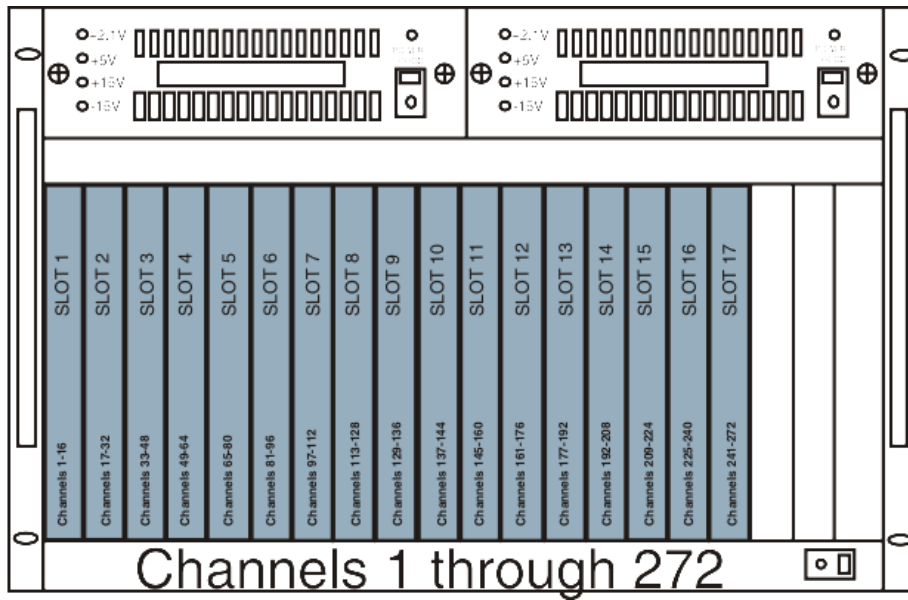 -2.1V
+5V
+15V
-15V
POWER
-2.1V
+5V
+15V
-15V
POWER
SLOT 1
Channels 1-16
SLOT 2
Channels 17-32
SLOT 3
Channels 33-48
SLOT 4
Channels 49-64
SLOT 5
Channels 65-80
SLOT 6
Channels 81-96
SLOT 7
Channels 97-112
SLOT 8
Channels 113-128
SLOT 9
Channels 129-136
SLOT 10
Channels 137-144
SLOT 11
Channels 145-160
SLOT 12
Channels 161-176
SLOT 13
Channels 177-192
SLOT 14
Channels 192-208
SLOT 15
Channels 209-224
SLOT 16
Channels 225-240
SLOT 17
Channels 241-272
Channels 1 through 272